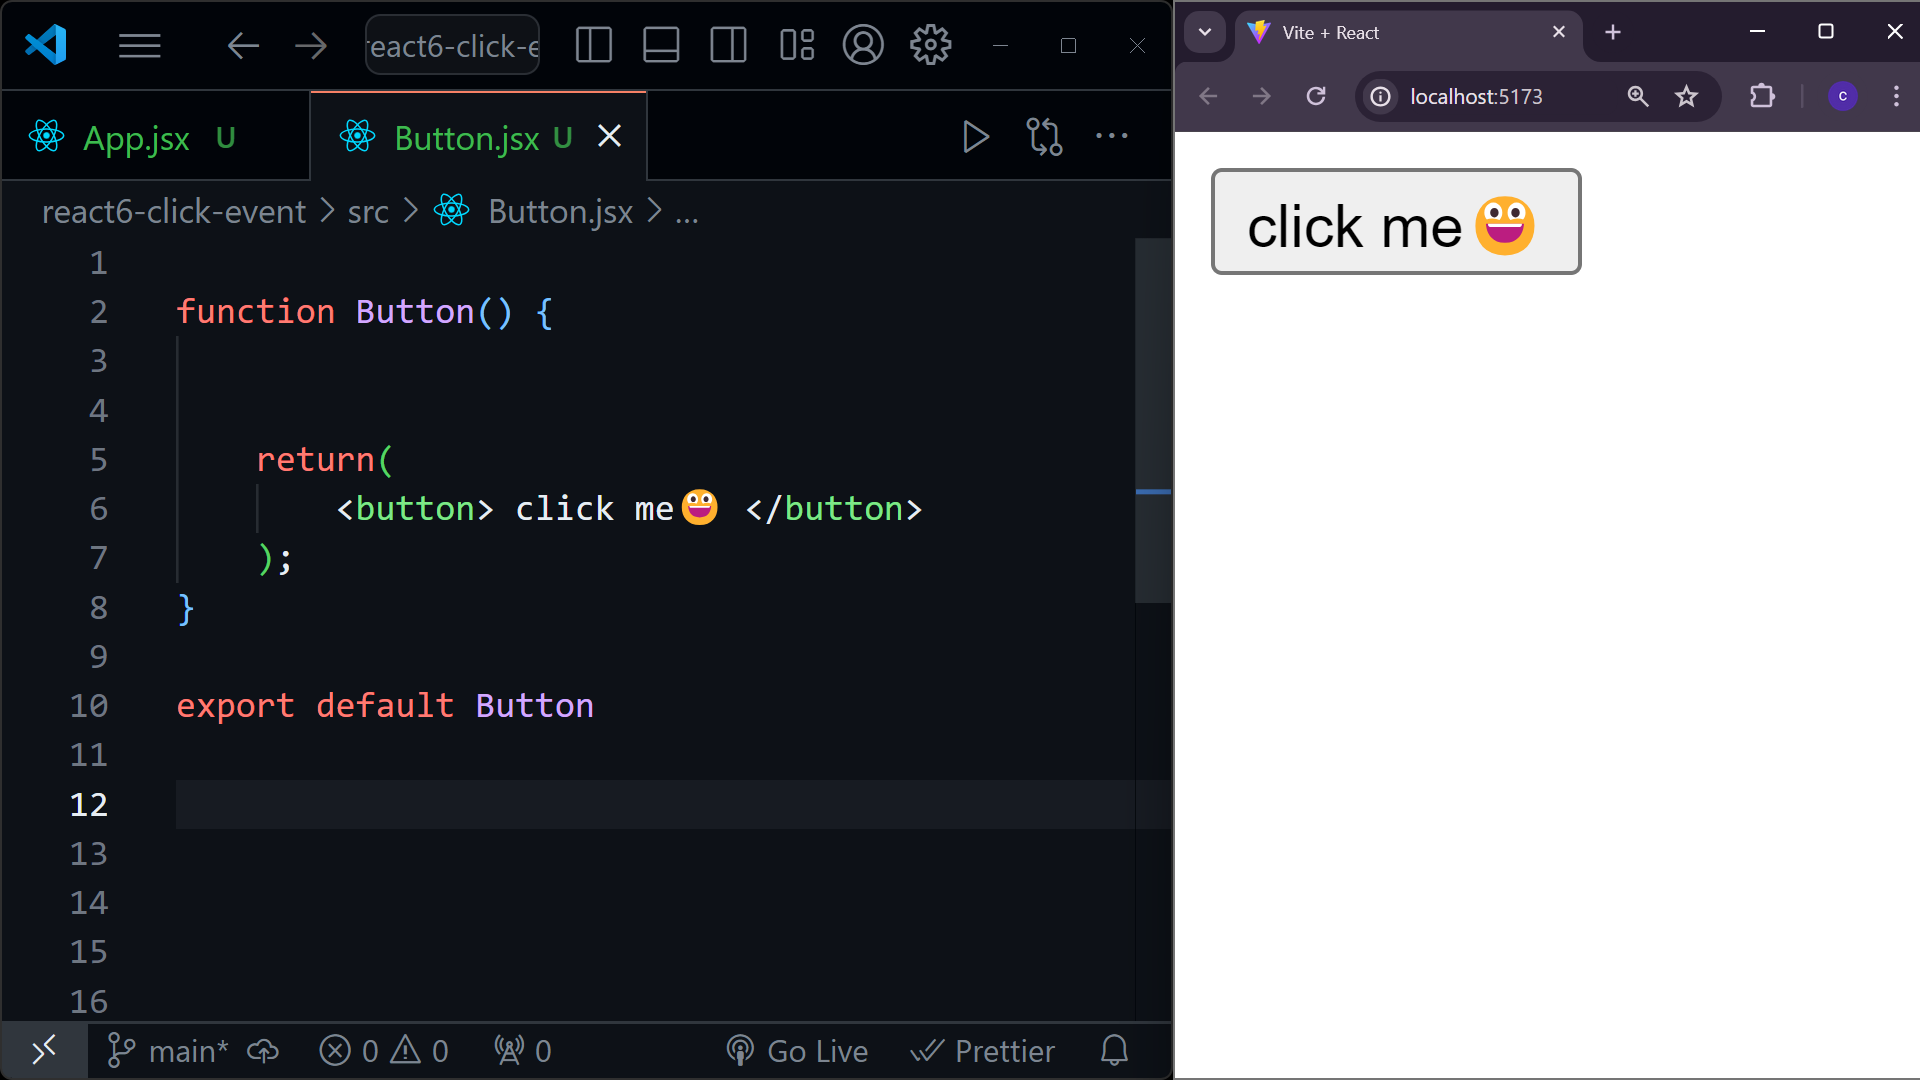 react6-click-e
App.jsx U
Button.jsx U
react6-click-event > src > Button.jsx > ...
1
2 function Button() {
3
4
5 return(
6 <button> click me😀 </button>
7 );
8 }
9
10 export default Button
11
12
13
14
15
16
main* 0 0 0 Go Live Prettier
Vite + React
localhost:5173
c
click me😀